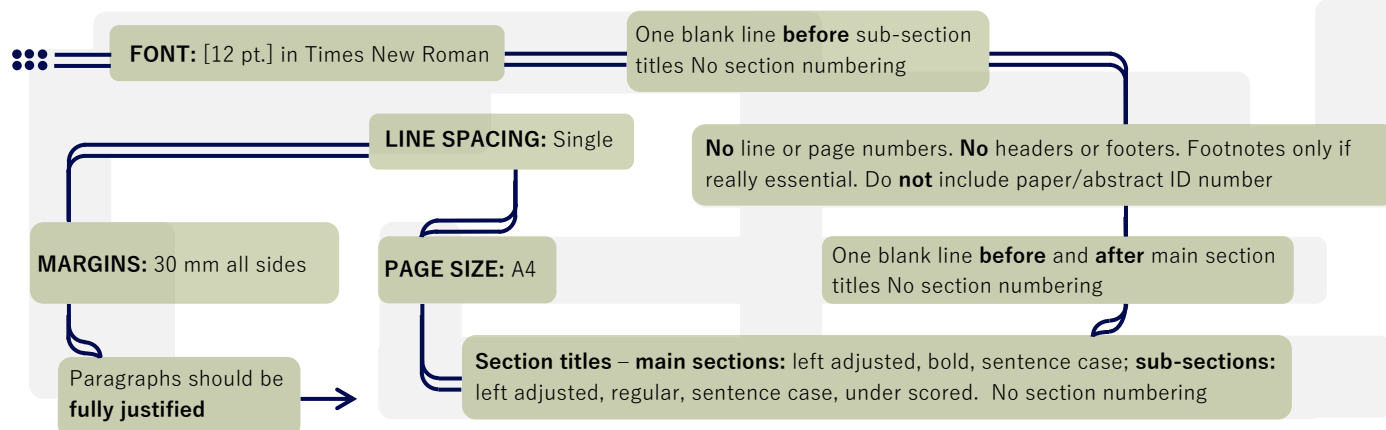 FONT: [12 pt.] in Times New Roman
One blank line before sub-section
titles No section numbering
LINE SPACING: Single
No line or page numbers. No headers or footers. Footnotes only if
really essential. Do not include paper/abstract ID number
MARGINS: 30 mm all sides
PAGE SIZE: A4
One blank line before and after main section
titles No section numbering
Section titles – main sections: left adjusted, bold, sentence case; sub-sections:
left adjusted, regular, sentence case, under scored. No section numbering
Paragraphs should be
fully justified